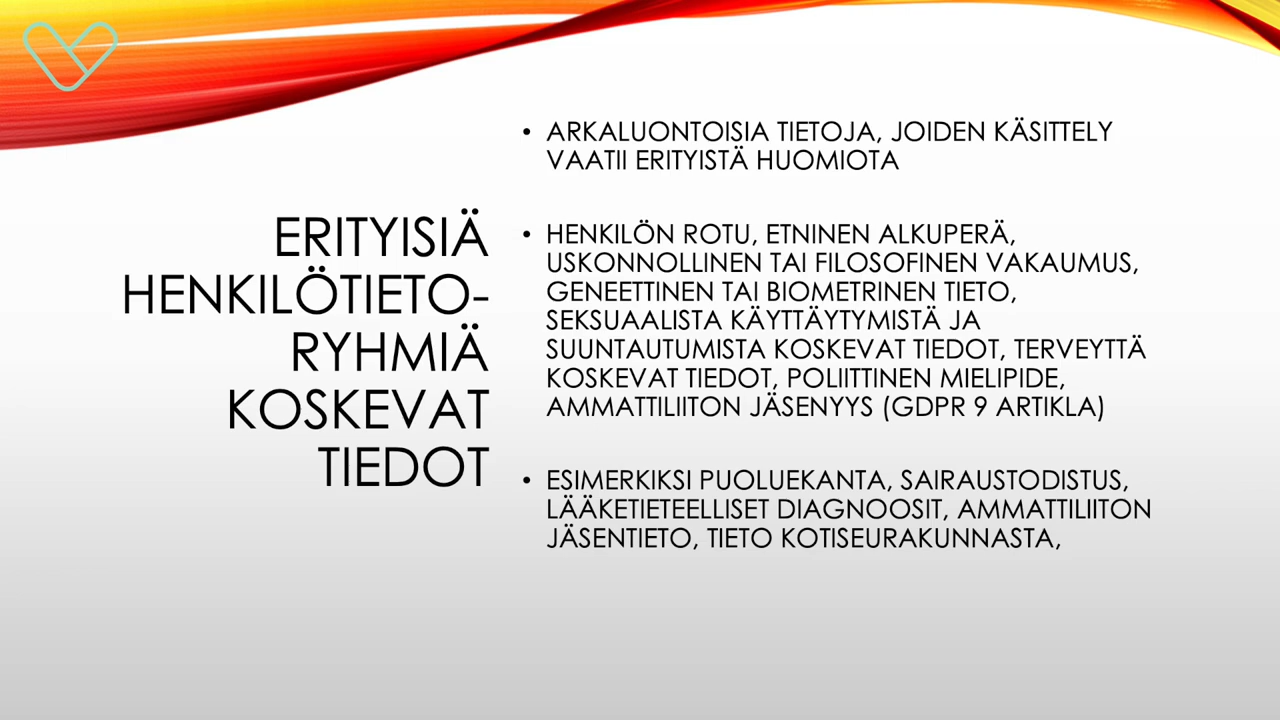 ERITYISIÄ
HENKILÖTIETO-
RYHMIÄ
KOSKEVAT
TIEDOT
• ARKALUONTOISIA TIETOJA, JOIDEN KÄSITTELY
VAATII ERITYISTÄ HUOMIOTA
• HENKILÖN ROTU, ETNINEN ALKUPERÄ,
USKONNOLLINEN TAI FILOSOFINEN VAKAUMUS,
GENEETTINEN TAI BIOMETRINEN TIETO,
SEKSUAALISTA KÄYTTÄYTYMISTÄ JA
SUUNTAUTUMISTA KOSKEVAT TIEDOT, TERVEYTTÄ
KOSKEVAT TIEDOT, POLIITTINEN MIELIPIDE,
AMMATTILIITON JÄSENYYS (GDPR 9 ARTIKLA)
• ESIMERKIKSI PUOLUEKANTA, SAIRAUSTODISTUS,
LÄÄKETIETEELLISET DIAGNOOSIT, AMMATTILIITON
JÄSENTIETO, TIETO KOTISEURAKUNNASTA,